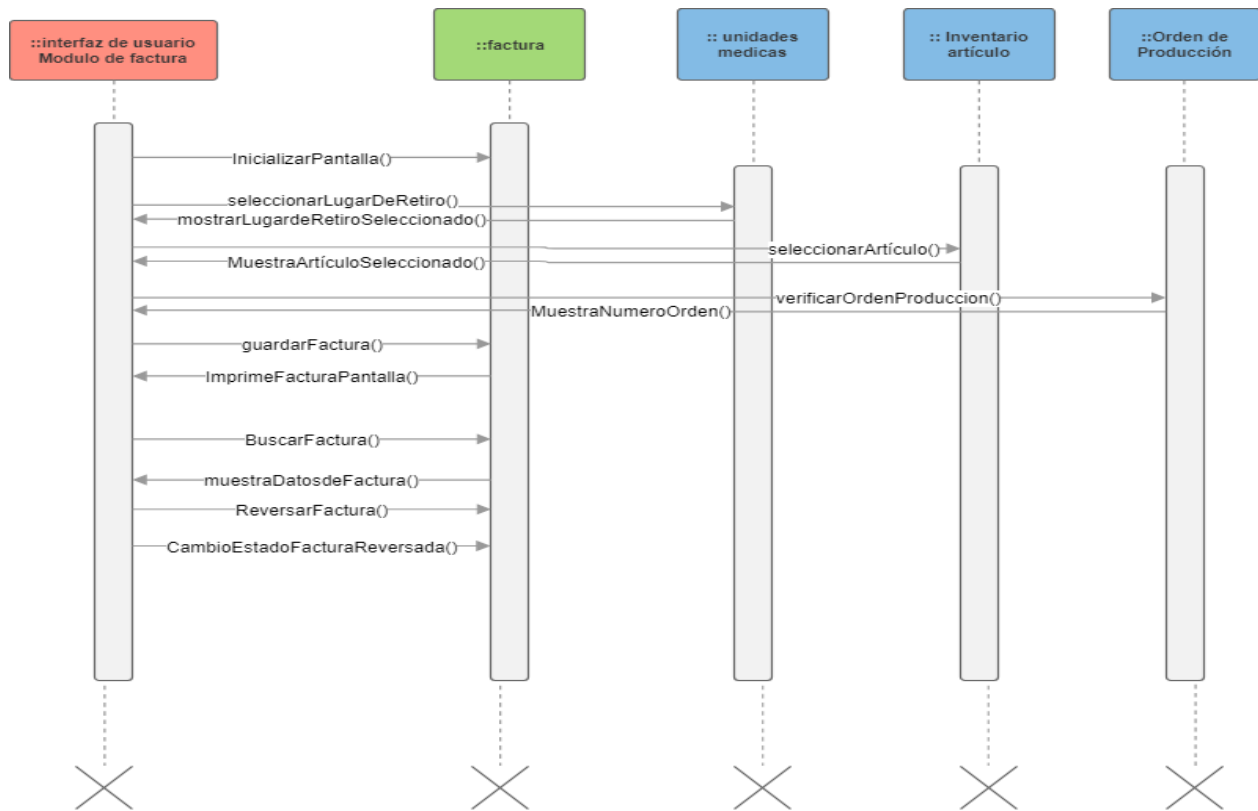 ::interfaz de usuario
Modulo de factura
::factura
:: unidades
medicas
:: Inventario
artículo
::Orden de
Producción
InicializarPantalla()
seleccionarLugarDeRetiro()
mostrarLugardeRetiroSeleccionado()
seleccionarArtículo()
MuestraArtículoSeleccionado()
verificarOrdenProduccion()
MuestraNumeroOrden()
guardarFactura()
ImprimeFacturaPantalla()
BuscarFactura()
muestraDatosdeFactura()
ReversarFactura()
CambioEstadoFacturaReversada()